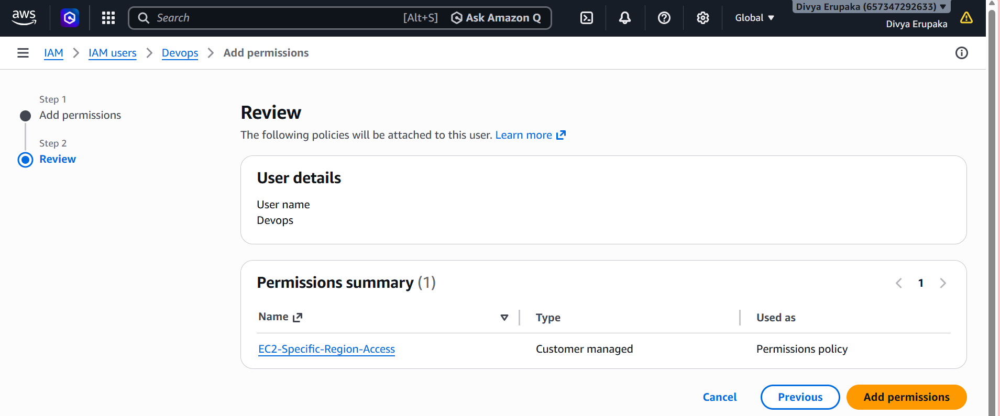 aws
Search
[Alt+S]
Ask Amazon Q
Global
Divya Erupaka (657347292633)
Divya Erupaka
IAM
IAM users
Devops
Add permissions
Step 1
Add permissions
Step 2
Review
Review
The following policies will be attached to this user. Learn more
User details
User name
Devops
Permissions summary (1)
1
Name
Type
Used as
EC2-Specific-Region-Access
Customer managed
Permissions policy
Cancel
Previous
Add permissions